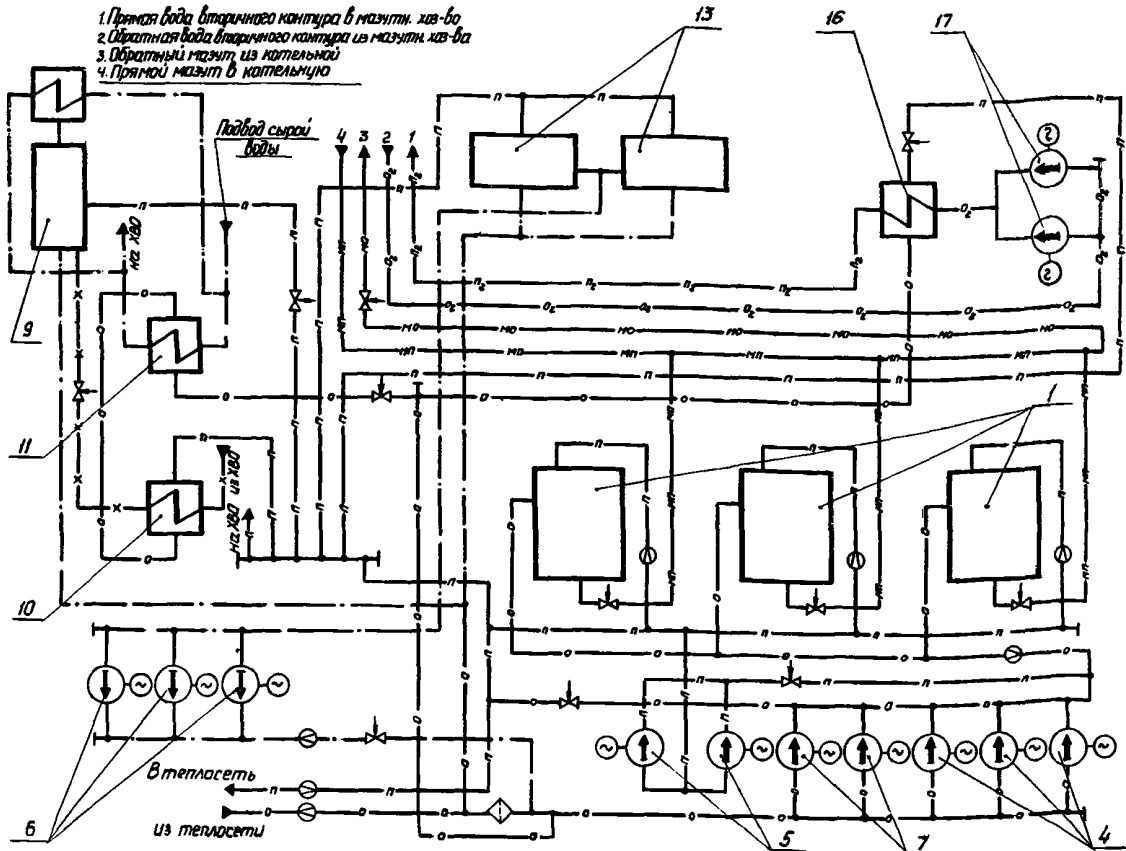 1. Прямая вода вторичного контура в мазутн. хоз-во
2 Обратная вода вторичного контура из мазутн. хоз-ва
3. Обратный мазут из котельной
4. Прямой мазут в котельную
13
16
17
Подвод сырой
воды
4 3 2 1
9
на ХВО
11
1
из ХВО
на ХВО
10
В теплосеть
из теплосети
6
5
7
4